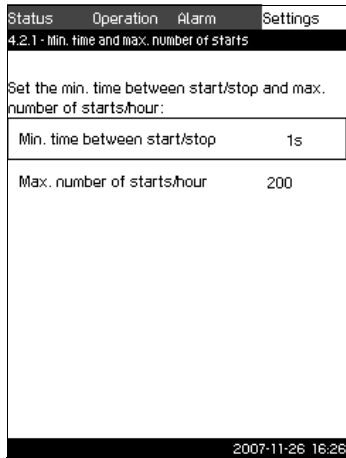 Status Operation Alarm Settings
4.2.1 - Min. time and max. number of starts
Set the min. time between start/stop and max.
number of starts/hour:
Min. time between start/stop 1s
Max. number of starts/hour 200
2007-11-26 16:26